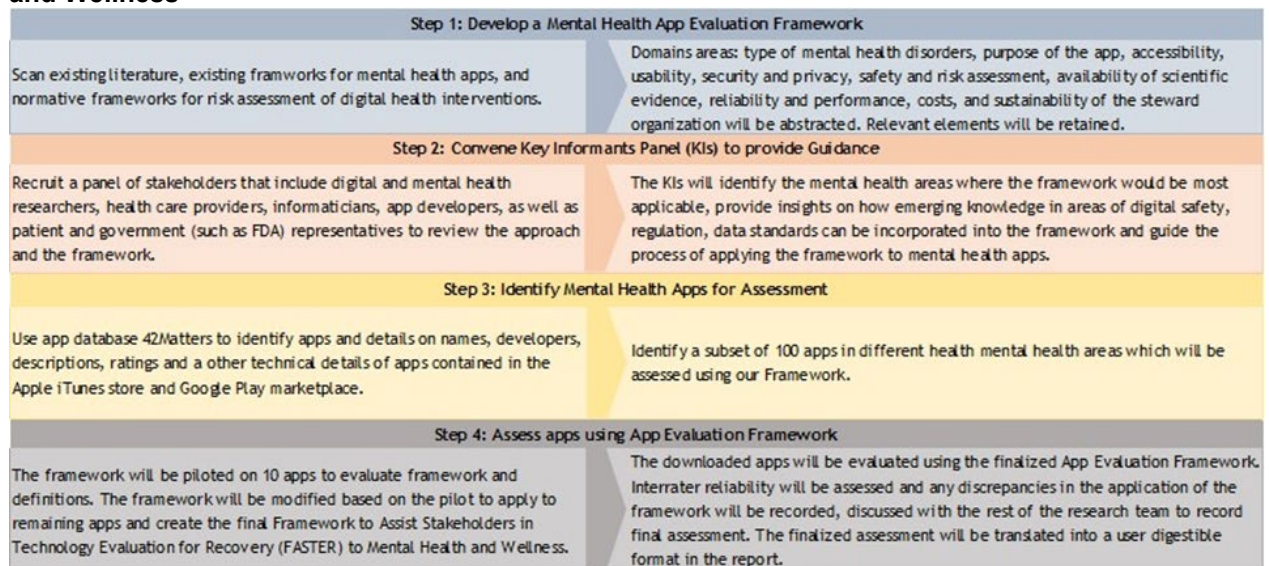 and Wellness
Step 1: Develop a Mental Health App Evaluation Framework
Scan existing literature, existing framworks for mental health apps, and
normative frameworks for risk assessment of digital health interventions.
Domains areas: type of mental health disorders, purpose of the app, accessibility,
usability, security and privacy, safety and risk assessment, availability of scientific
evidence, reliability and performance, costs, and sustainability of the steward
organization will be abstracted. Relevant elements will be retained.
Step 2: Convene Key Informants Panel (KIs) to provide Guidance
Recruit a panel of stakeholders that include digital and mental health
researchers, health care providers, informaticians, app developers, as well as
patient and government (such as FDA) representatives to review the approach
and the framework.
The KIs will identify the mental health areas where the framework would be most
applicable, provide insights on how emerging knowledge in areas of digital safety,
regulation, data standards can be incorporated into the framework and guide the
process of applying the framework to mental health apps.
Step 3: Identify Mental Health Apps for Assessment
Use app database 42Matters to identify apps and details on names, developers,
descriptions, ratings and a other technical details of apps contained in the
Apple iTunes store and Google Play marketplace.
Identify a subset of 100 apps in different health mental health areas which will be
assessed using our Framework.
Step 4: Assess apps using App Evaluation Framework
The framework will be piloted on 10 apps to evaluate framework and
definitions. The framework will be modified based on the pilot to apply to
remaining apps and create the final Framework to Assist Stakeholders in
Technology Evaluation for Recovery (FASTER) to Mental Health and Wellness.
The downloaded apps will be evaluated using the finalized App Evaluation Framework.
Interrater reliability will be assessed and any discrepancies in the application of the
framework will be recorded, discussed with the rest of the research team to record
final assessment. The finalized assessment will be translated into a user digestible
format in the report.